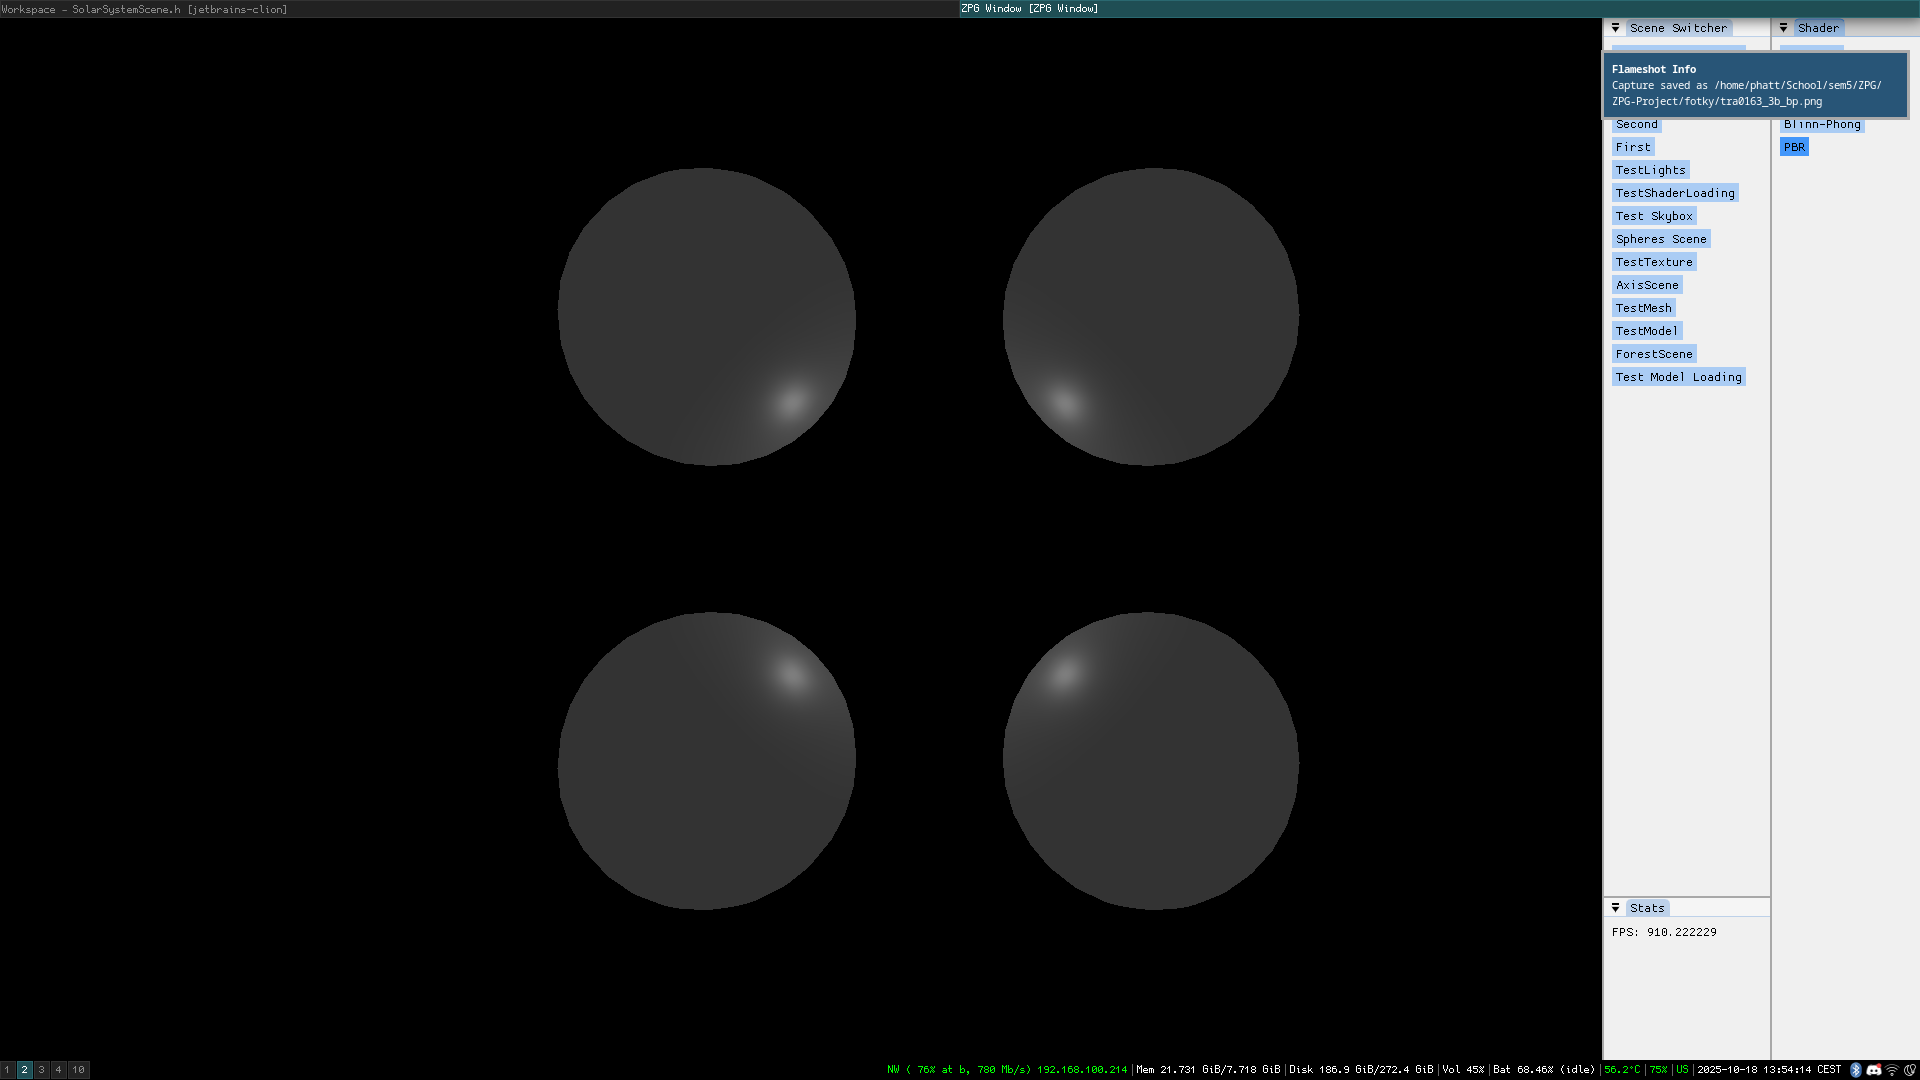 Workspace - SolarSystemScene.h [jetbrains-clion]
ZPG Window [ZPG Window]
Scene Switcher
Shader
Flameshot Info
Capture saved as /home/phatt/School/sem5/ZPG/
ZPG-Project/fotky/tra0163_3b_bp.png
Second
Blinn-Phong
First
PBR
TestLights
TestShaderLoading
Test Skybox
Spheres Scene
TestTexture
AxisScene
TestMesh
TestModel
ForestScene
Test Model Loading
Stats
FPS: 910.222229
1 2 3 4 10
NW ( 76% at b, 780 Mb/s) 192.168.100.214|Mem 21.731 GiB/7.718 GiB|Disk 186.9 GiB/272.4 GiB|Vol 45%|Bat 68.46% (idle)|56.2°C|75%|US|2025-10-18 13:54:14 CEST